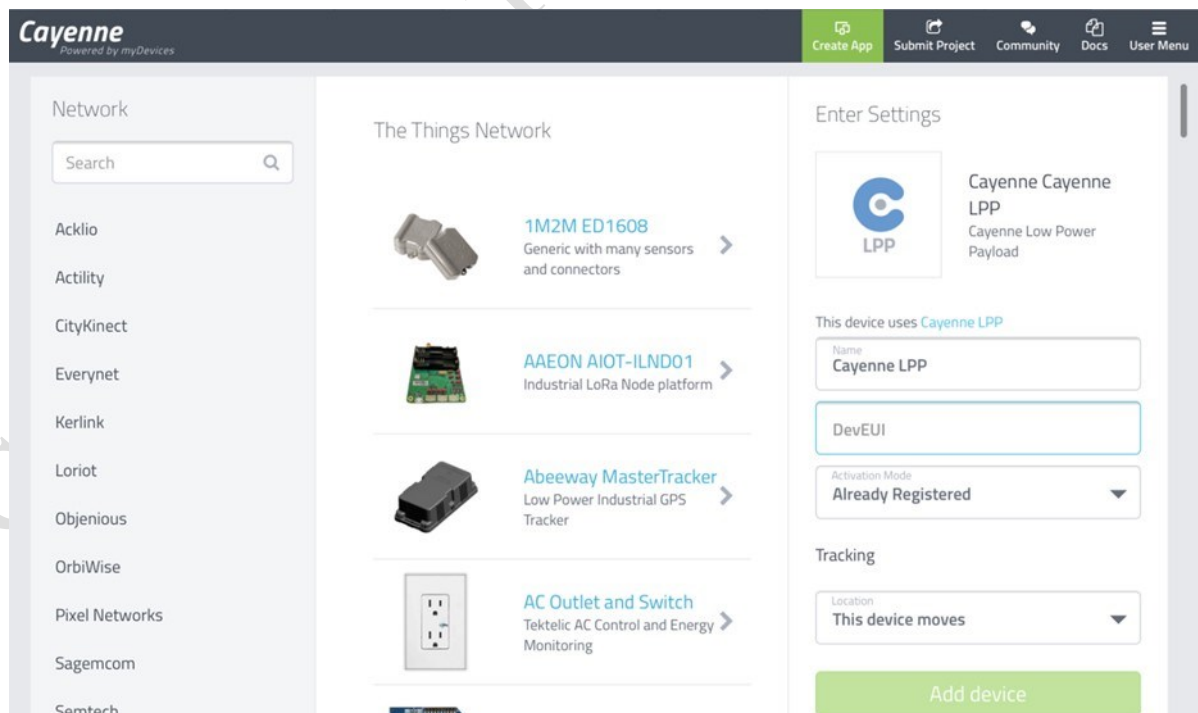 Cayenne
Powered by myDevices
Create App
Submit Project
Community
Docs
User Menu
Network
Search
Acklio
Actility
CityKinect
Everynet
Kerlink
Loriot
Objenious
OrbiWise
Pixel Networks
Sagemcom
Semtech
The Things Network
1M2M ED1608
Generic with many sensors
and connectors
AAEON AIOT-ILND01
Industrial LoRa Node platform
Abeeway MasterTracker
Low Power Industrial GPS
Tracker
AC Outlet and Switch
Tektelic AC Control and Energy
Monitoring
Enter Settings
LPP
Cayenne Cayenne
LPP
Cayenne Low Power
Payload
This device uses Cayenne LPP
Name
Cayenne LPP
DevEUI
Activation Mode
Already Registered
Tracking
Location
This device moves
Add device